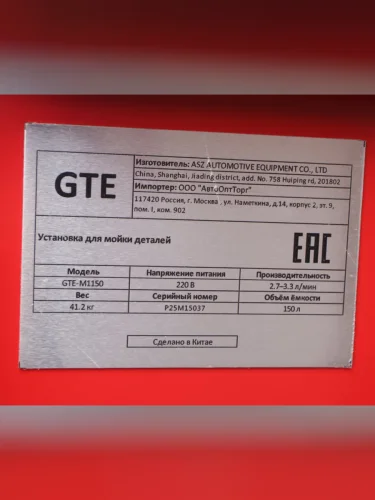 GTE
Изготовитель: ASZ AUTOMOTIVE EQUIPMENT CO., LTD
China, Shanghai, Jiading district, add. No. 758 Huiping rd, 201802
Импортер: ООО "АвтоОптТорг"
117420 Россия, г. Москва, ул. Наметкина, д.14, корпус 2, эт. 9,
пом. I, ком. 902
Установка для мойки деталей
EAC
Модель Напряжение питания Производительность
GTE-M1150 220 В 2.7–3.3 л/мин
Вес Серийный номер Объём ёмкости
41.2 кг P25M15037 150 л
Сделано в Китае